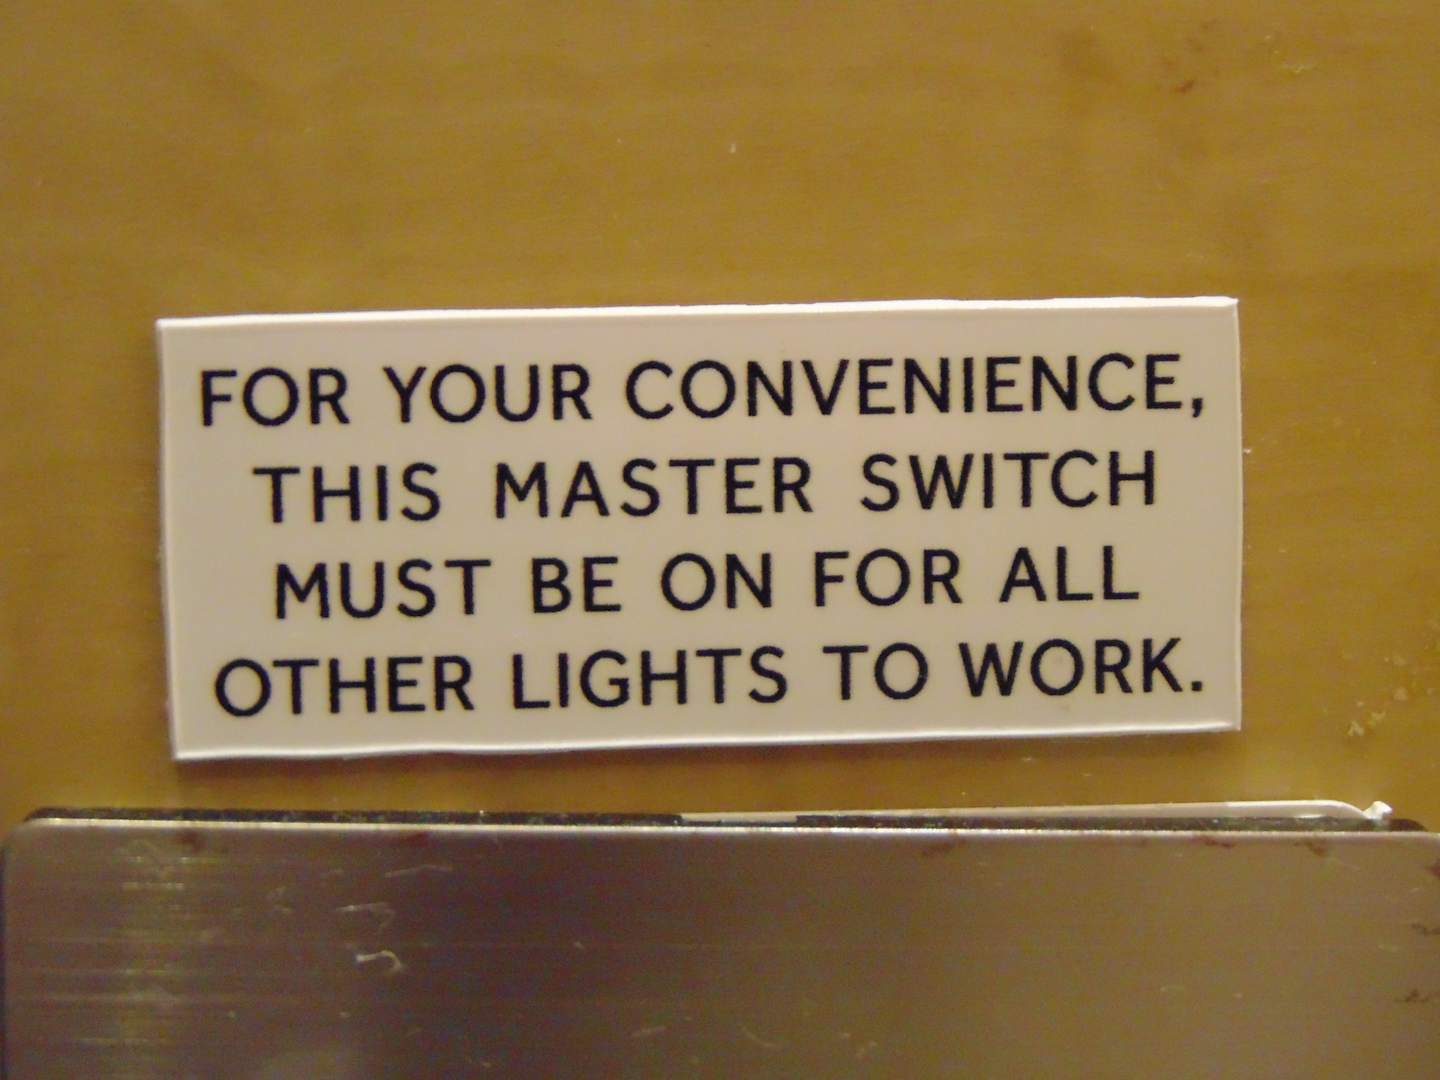 FOR YOUR CONVENIENCE,
THIS MASTER SWITCH
MUST BE ON FOR ALL
OTHER LIGHTS TO WORK.